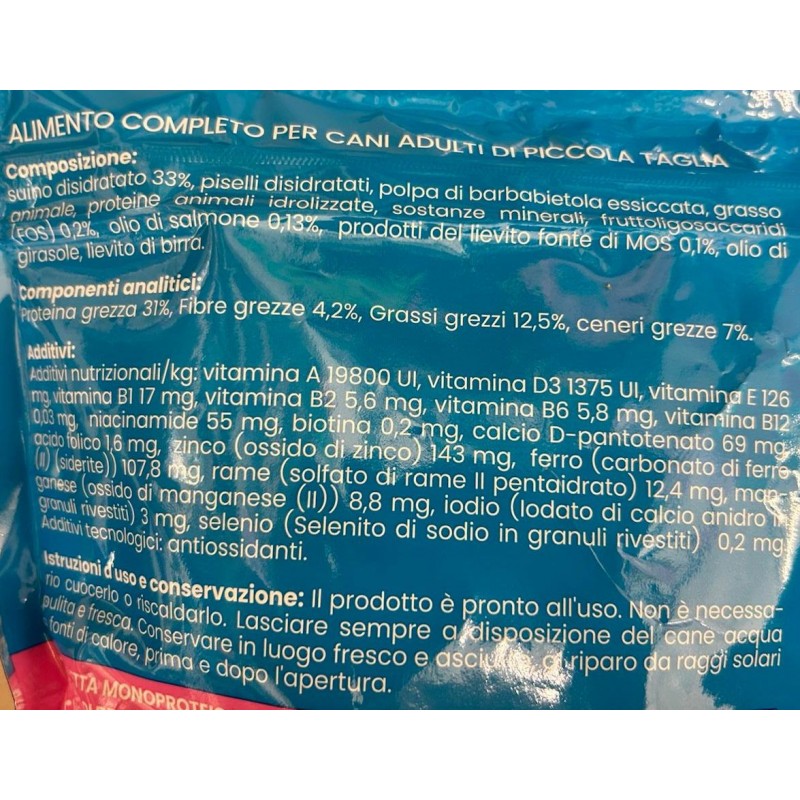 ALIMENTO COMPLETO PER CANI ADULTI DI PICCOLA TAGLIA
Composizione:
suino disidratato 33%, piselli disidratati, polpa di barbabietola essiccata, grasso
animale, proteine animali idrolizzate, sostanze minerali, fruttoligosaccaridi
(FOS) 0,2%, olio di salmone 0,13%, prodotti del lievito fonte di MOS 0,1%, olio di
girasole, lievito di birra.
Componenti analitici:
Proteina grezza 31%, Fibre grezze 4,2%, Grassi grezzi 12,5%, ceneri grezze 7%.
Additivi:
Additivi nutrizionali/kg: vitamina A 19800 UI, vitamina D3 1375 UI, vitamina E 126
mg, vitamina B1 17 mg, vitamina B2 5,6 mg, vitamina B6 5,8 mg, vitamina B12
0,03 mg, niacinamide 55 mg, biotina 0,2 mg, calcio D-pantotenato 69 mg,
acido folico 1,6 mg, zinco (ossido di zinco) 143 mg, ferro (carbonato di ferro
(II) (siderite)) 107,8 mg, rame (solfato di rame II pentaidrato) 12,4 mg, man-
ganese (ossido di manganese (II)) 8,8 mg, iodio (Iodato di calcio anidro in
granuli rivestiti) 3 mg, selenio (Selenito di sodio in granuli rivestiti) 0,2 mg
Additivi tecnologici: antiossidanti.
Istruzioni d'uso e conservazione: Il prodotto è pronto all'uso. Non è necessa-
rio cuocerlo o riscaldarlo. Lasciare sempre a disposizione del cane acqua
pulita e fresca. Conservare in luogo fresco e asciutto, al riparo da raggi solari
fonti di calore, prima e dopo l'apertura.
MONOPROTEIC